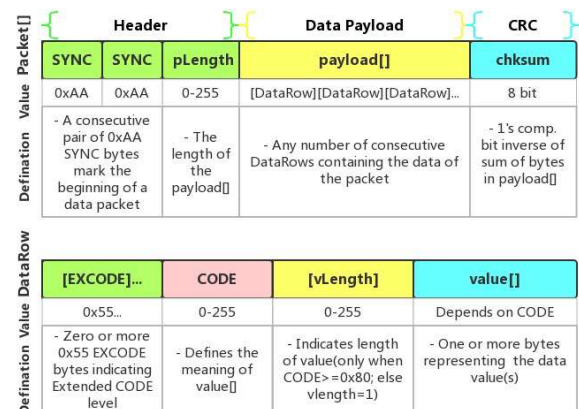 Header
Data Payload
CRC
Packet[]
SYNC
SYNC
pLength
payload[]
chksum
Value
0xAA
0xAA
0-255
[DataRow][DataRow][DataRow]...
8 bit
Defination
- A consecutive
pair of 0xAA
SYNC bytes
mark the
beginning of a
data packet
- The
length of
the
payload[]
- Any number of consecutive
DataRows containing the data of
the packet
- 1's comp.
bit inverse of
sum of bytes
in payload[]
DataRow
[EXCODE]...
CODE
[vLength]
value[]
Value
0x55...
0-255
0-255
Depends on CODE
Defination
- Zero or more
0x55 EXCODE
bytes indicating
Extended CODE
level
- Defines the
meaning of
value[]
- Indicates length
of value(only when
CODE>=0x80; else
vlength=1)
- One or more bytes
representing the data
value(s)